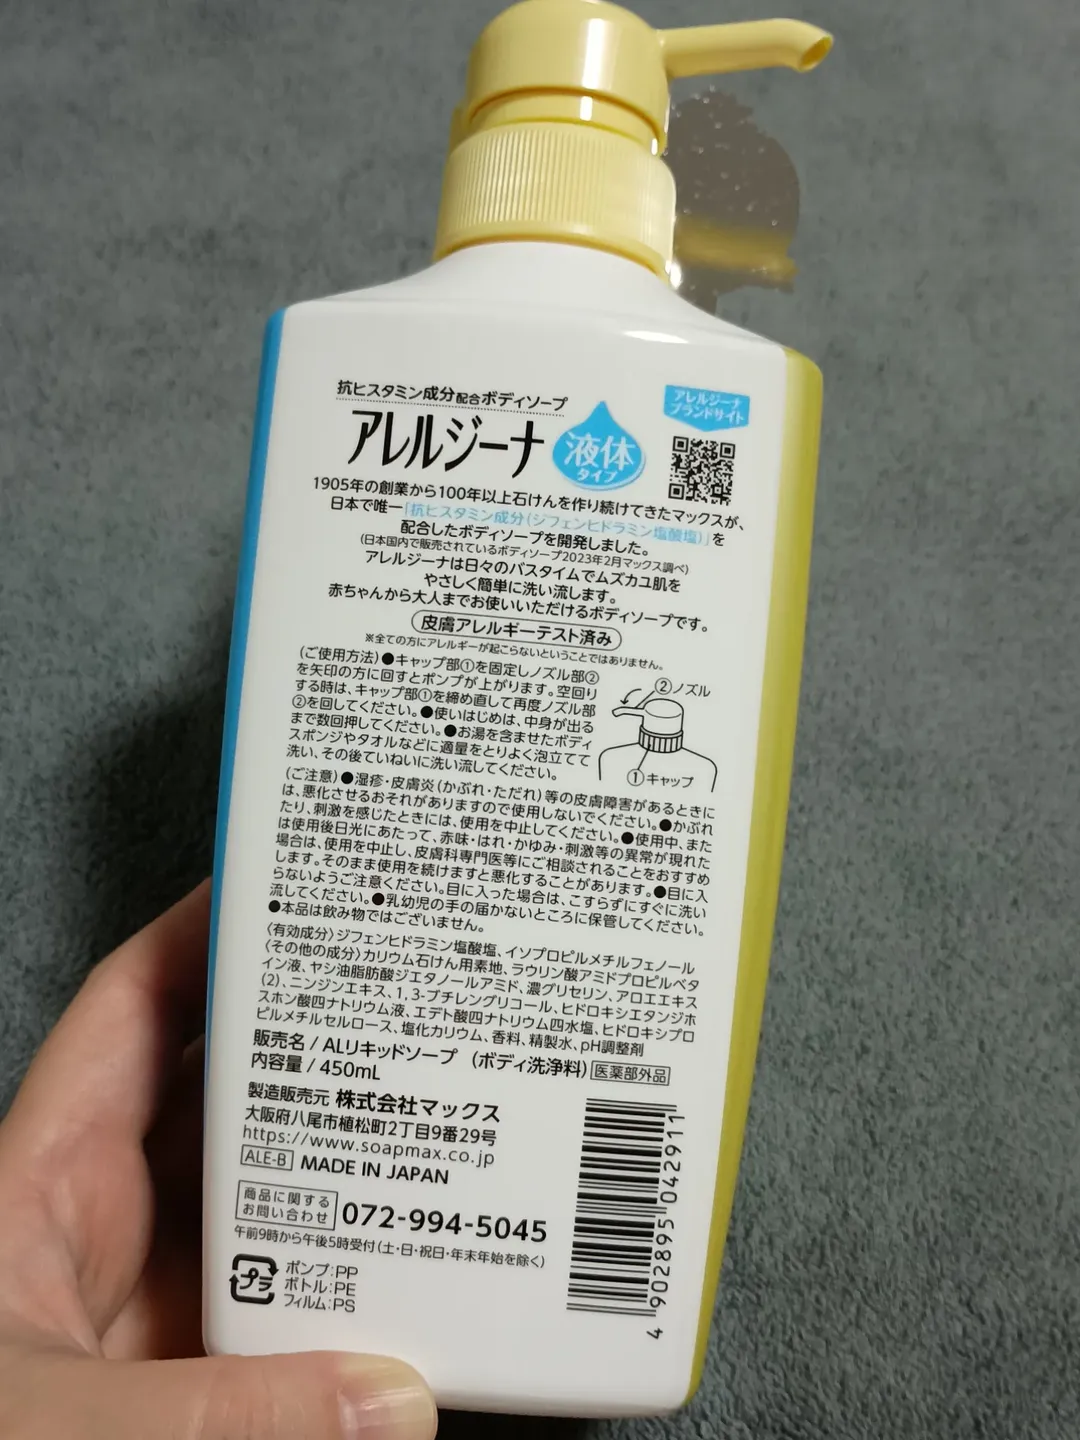 抗ヒスタミン成分配合ボディソープ
アレルジーナ
液体
タイプ
アレルジーナ
ブランドサイト
1905年の創業から100年以上石けんを作り続けてきたマックスが、
日本で唯一「抗ヒスタミン成分(ジフェンヒドラミン塩酸塩)」を
配合したボディソープを開発しました。
(日本国内で販売されているボディソープ2023年2月マックス調べ)
アレルジーナは日々のバスタイムでムズカユ肌を
やさしく簡単に洗い流します。
赤ちゃんから大人までお使いいただけるボディソープです。
皮膚アレルギーテスト済み
※全ての方にアレルギーが起こらないということではありません。
(ご使用方法)●キャップ部①を固定しノズル部②
を矢印の方に回すとポンプが上がります。空回り
する時は、キャップ部①を締め直して再度ノズル部
②を回してください。●使いはじめは、中身が出る
まで数回押してください。●お湯を含ませたボディ
スポンジやタオルなどに適量をとりよく泡立てて
洗い、その後ていねいに洗い流してください。
②ノズル
①キャップ
(ご注意)●湿疹・皮膚炎(かぶれ・ただれ)等の皮膚障害があるときに
は、悪化させるおそれがありますので使用しないでください。●かぶれ
たり、刺激を感じたときには、使用を中止してください。●使用中、また
は使用後日光にあたって、赤味・はれ・かゆみ・刺激等の異常が現れた
場合は、使用を中止し、皮膚科専門医等にご相談されることをおすすめ
します。そのまま使用を続けますと悪化することがあります。●目に入
らないようご注意ください。目に入った場合は、こすらずにすぐに洗い
流してください。●乳幼児の手の届かないところに保管してください。
●本品は飲み物ではございません。
〈有効成分〉ジフェンヒドラミン塩酸塩、イソプロピルメチルフェノール
〈その他の成分〉カリウム石けん用素地、ラウリン酸アミドプロピルベタ
イン液、ヤシ油脂肪酸ジエタノールアミド、濃グリセリン、アロエエキス
(2)、ニンジンエキス、1,3-ブチレングリコール、ヒドロキシエタンジホ
スホン酸四ナトリウム液、エデト酸四ナトリウム四水塩、ヒドロキシプロ
ピルメチルセルロース、塩化カリウム、香料、精製水、pH調整剤
販売名/ALリキッドソープ (ボディ洗浄料) 医薬部外品
内容量/450mL
製造販売元 株式会社マックス
大阪府八尾市植松町2丁目9番29号
https://www.soapmax.co.jp
ALE-B MADE IN JAPAN
商品に関する
お問い合わせ
072-994-5045
午前9時から午後5時受付(土・日・祝日・年末年始を除く)
プラ
ポンプ:PP
ボトル:PE
フィルム:PS
4 902895 042911